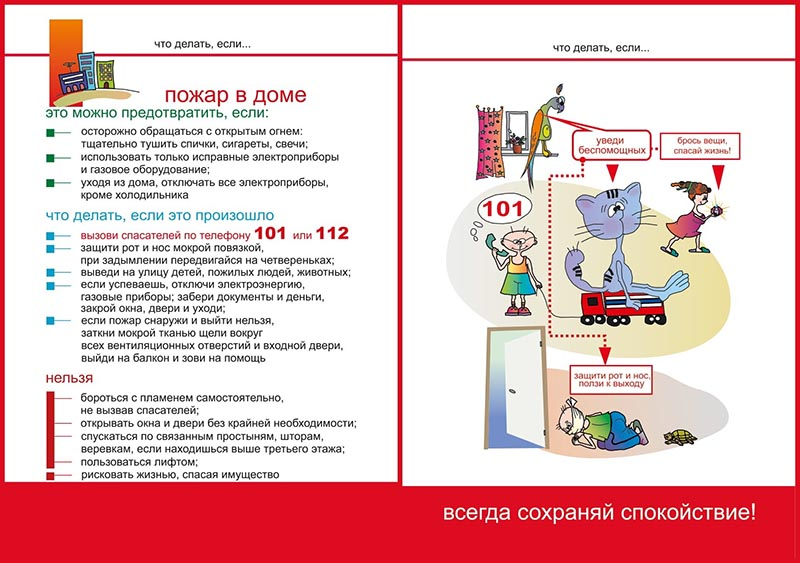 что делать, если...
пожар в доме
это можно предотвратить, если:
осторожно обращаться с открытым огнем:
тщательно тушить спички, сигареты, свечи;
использовать только исправные электроприборы
и газовое оборудование;
уходя из дома, отключать все электроприборы,
кроме холодильника
что делать, если это произошло
вызови спасателей по телефону 101 или 112
защити рот и нос мокрой повязкой,
при задымлении передвигайся на четвереньках;
выведи на улицу детей, пожилых людей, животных;
если успеваешь, отключи электроэнергию,
газовые приборы; забери документы и деньги,
закрой окна, двери и уходи;
если пожар снаружи и выйти нельзя,
заткни мокрой тканью щели вокруг
всех вентиляционных отверстий и входной двери,
выйди на балкон и зови на помощь
нельзя
бороться с пламенем самостоятельно,
не вызвав спасателей;
открывать окна и двери без крайней необходимости;
спускаться по связанным простыням, шторам,
веревкам, если находишься выше третьего этажа;
пользоваться лифтом;
рисковать жизнью, спасая имущество
что делать, если...
уведи
беспомощных
брось вещи,
спасай жизнь!
101
защити рот и нос,
ползи к выходу
всегда сохраняй спокойствие!